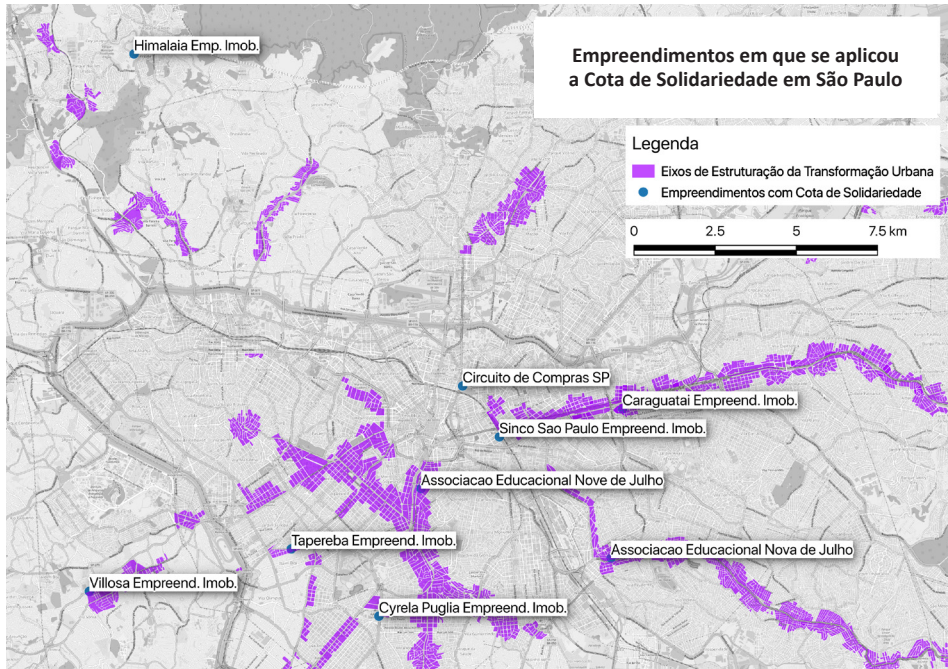 Himalaia Emp. Imob.
Empreendimentos em que se aplicou
a Cota de Solidariedade em São Paulo
Legenda
Eixos de Estruturação da Transformação Urbana
Empreendimentos com Cota de Solidariedade
0 2.5 5 7.5 km
Circuito de Compras SP
Caraguatai Empreend. Imob.
Sinco Sao Paulo Empreend. Imob.
Associacao Educacional Nove de Julho
Tapereba Empreend. Imob.
Associacao Educacional Nova de Julho
Villosa Empreend. Imob.
Cyrela Puglia Empreend. Imob.